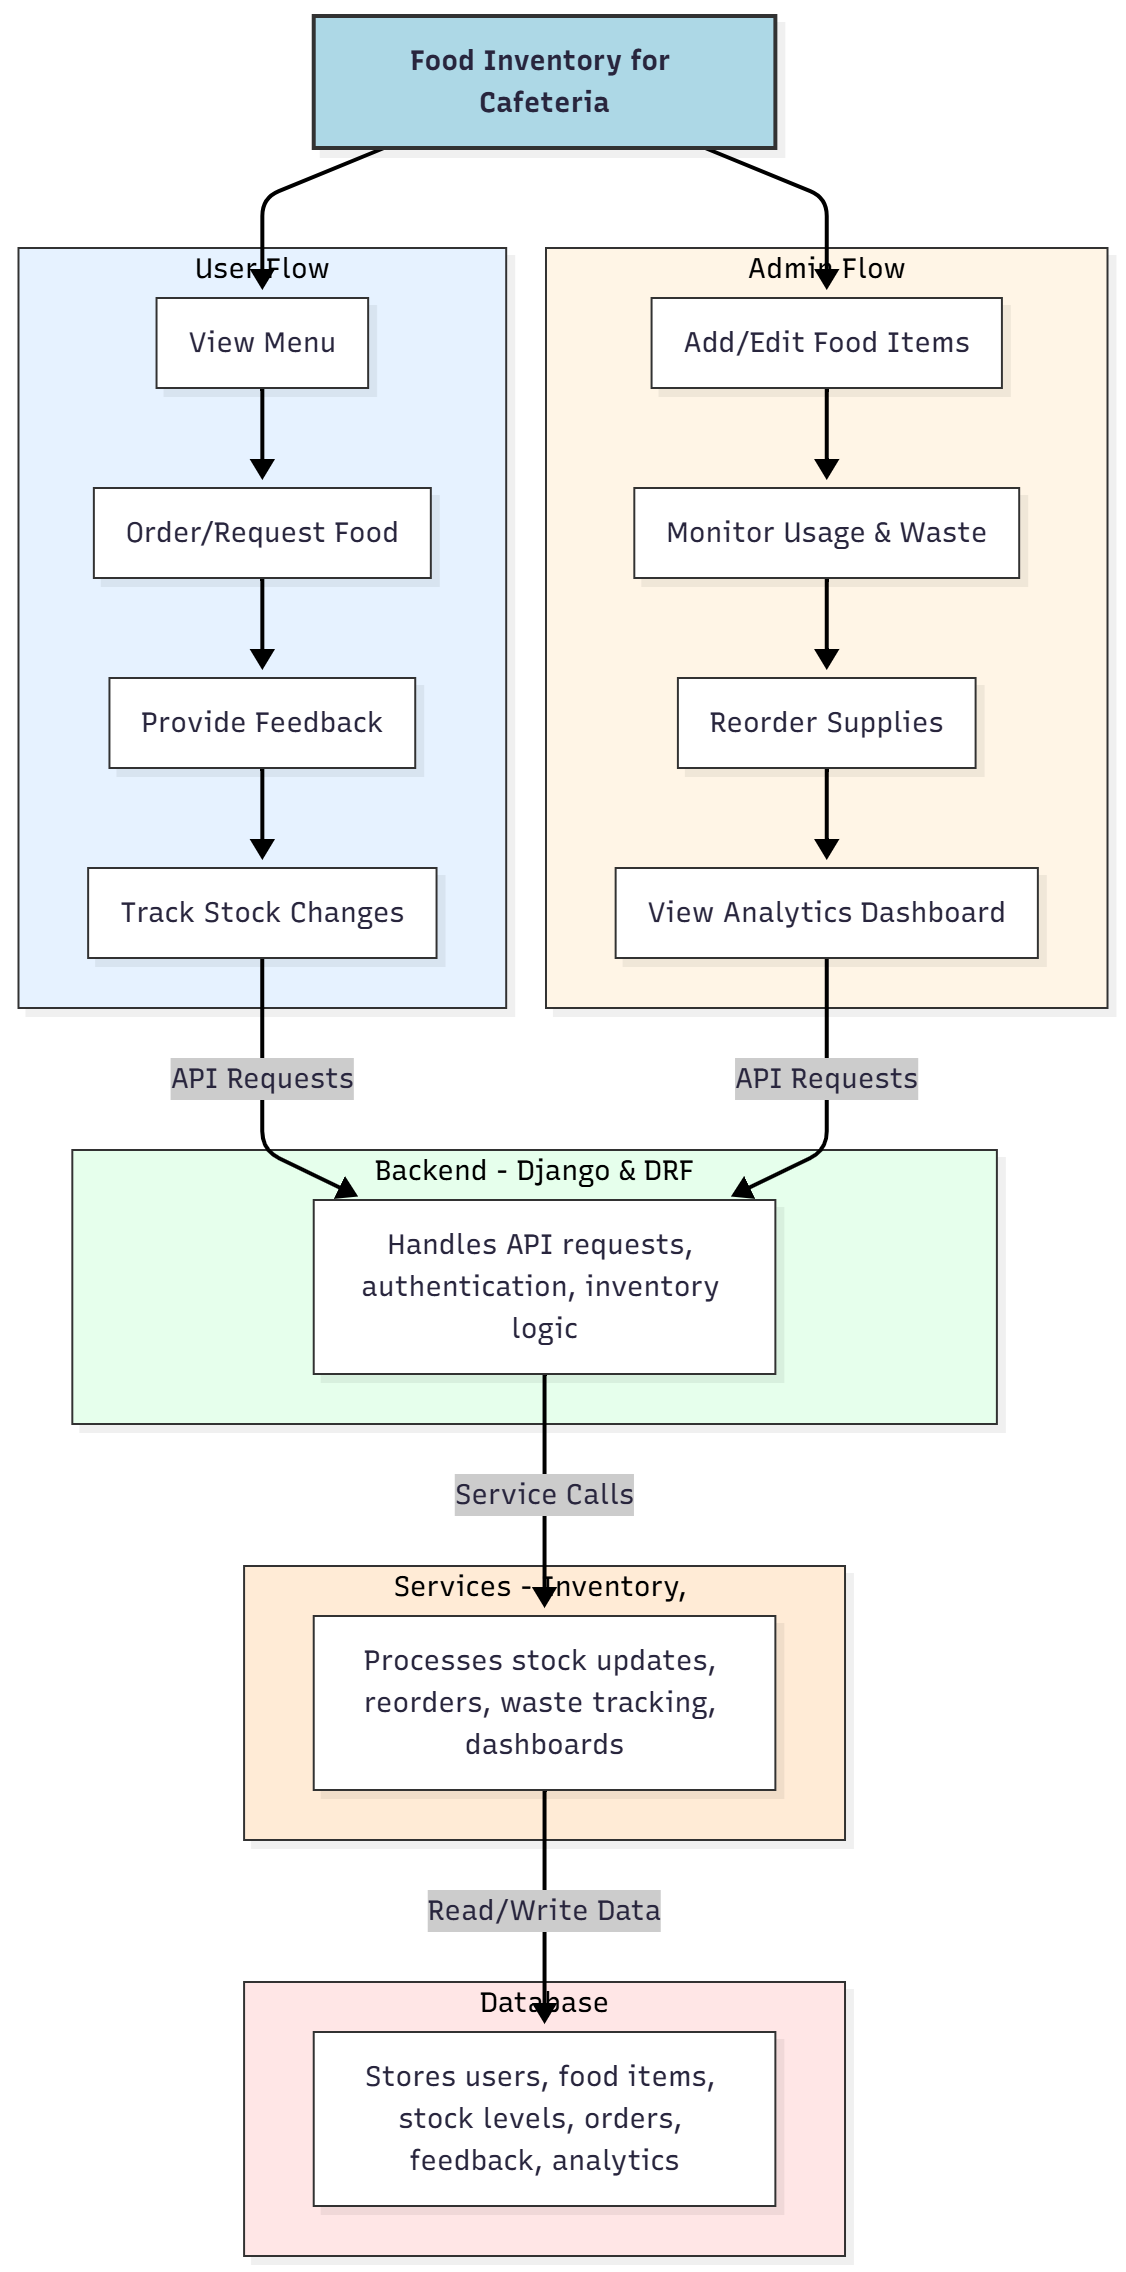 Food Inventory for
Cafeteria
User Flow
View Menu
Order/Request Food
Provide Feedback
Track Stock Changes
Admin Flow
Add/Edit Food Items
Monitor Usage & Waste
Reorder Supplies
View Analytics Dashboard
API Requests
API Requests
Backend - Django & DRF
Handles API requests,
authentication, inventory
logic
Service Calls
Services - Inventory,
Processes stock updates,
reorders, waste tracking,
dashboards
Read/Write Data
Database
Stores users, food items,
stock levels, orders,
feedback, analytics